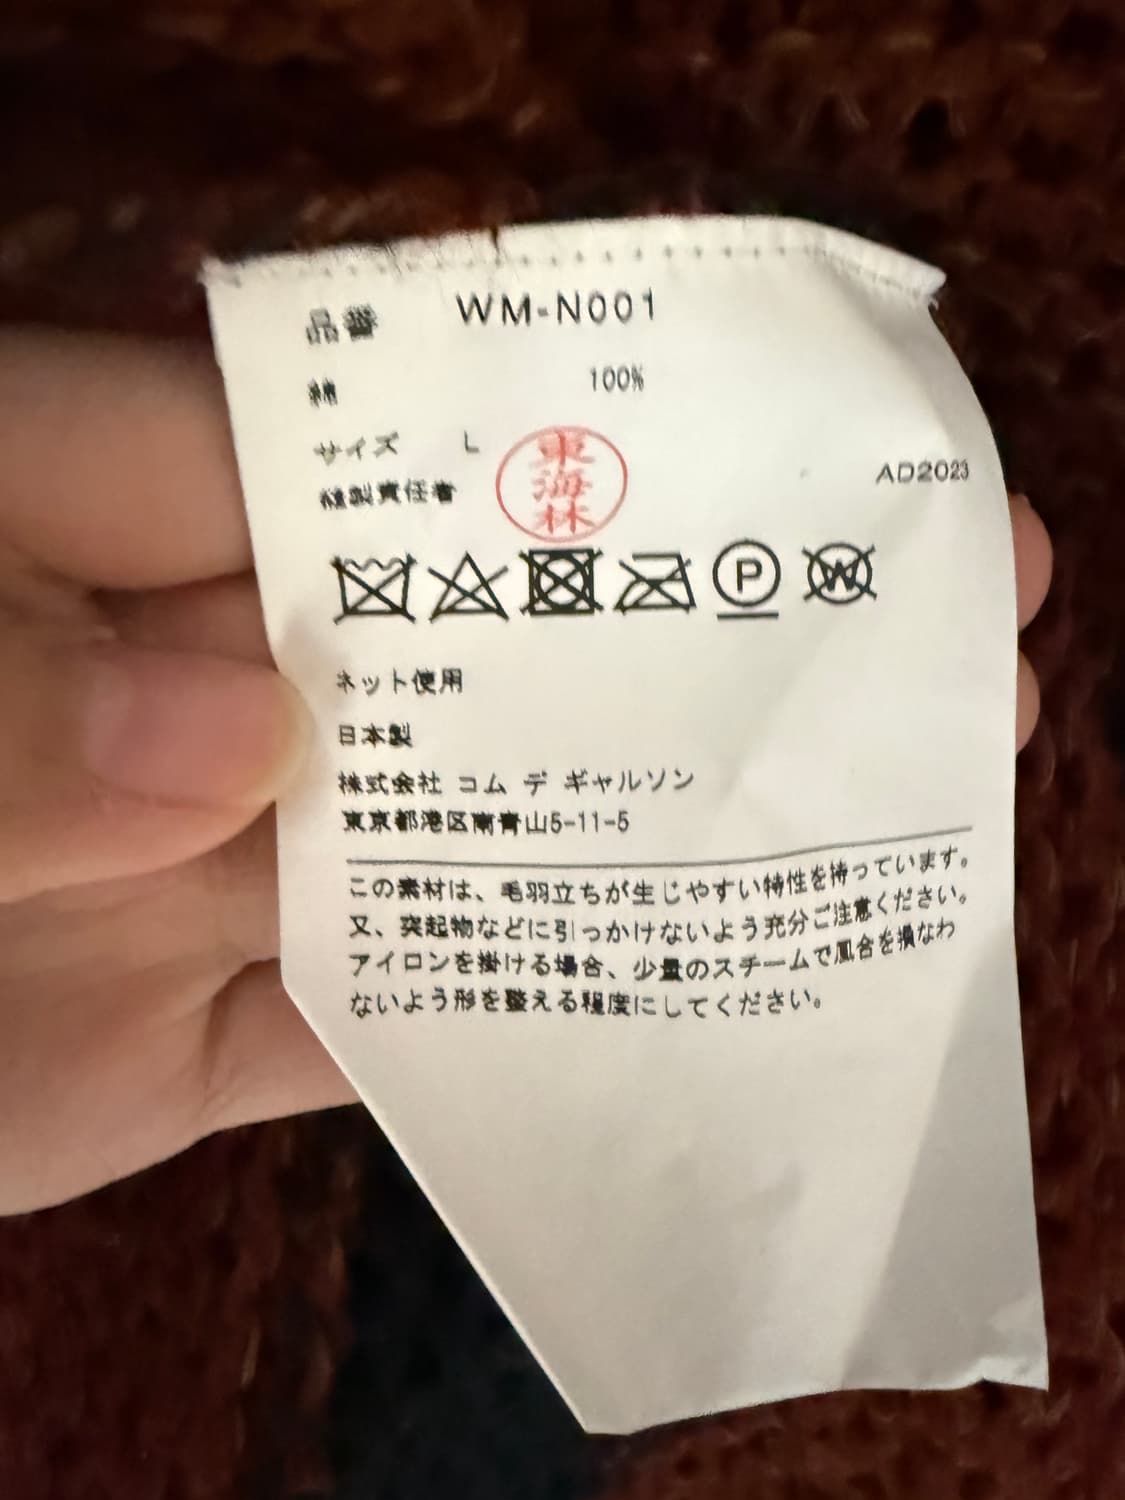 品番 WM-N001
綿 100%
サイズ L
縫製責任者
東海林
AD2023
P
W
ネット使用
日本製
株式会社 コム デ ギャルソン
東京都港区南青山5-11-5
この素材は、毛羽立ちが生じやすい特性を持っています。
又、突起物などに引っかけないよう充分ご注意ください。
アイロンを掛ける場合、少量のスチームで風合を損なわ
ないよう形を整える程度にしてください。